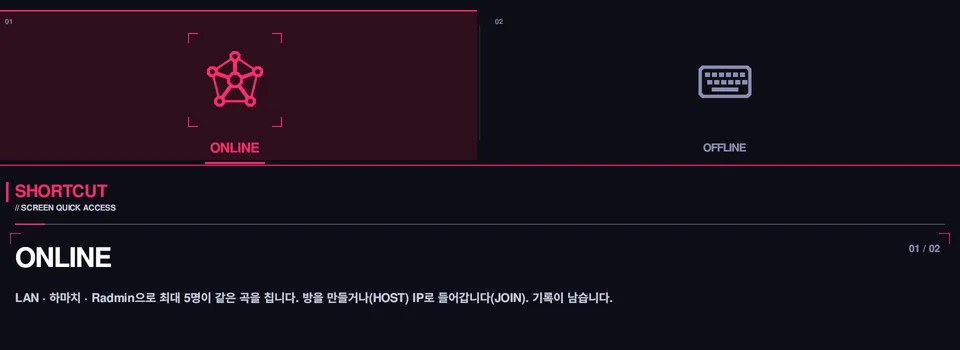 01
02
ONLINE
OFFLINE
SHORTCUT
// SCREEN QUICK ACCESS
ONLINE
01 / 02
LAN · 하마치 · Radmin으로 최대 5명이 같은 곡을 칩니다. 방을 만들거나(HOST) IP로 들어갑니다(JOIN). 기록이 남습니다.